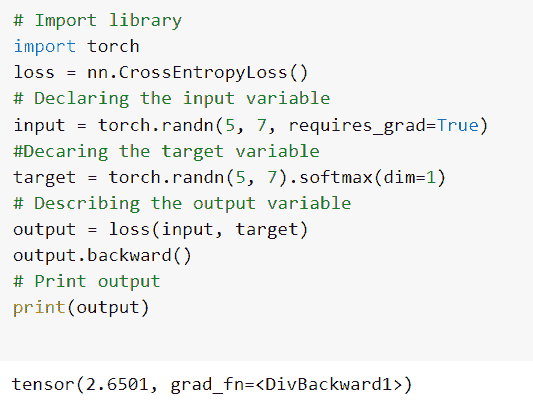 # Import library
import torch
loss = nn.CrossEntropyLoss()
# Declaring the input variable
input = torch.randn(5, 7, requires_grad=True)
#Decaring the target variable
target = torch.randn(5, 7).softmax(dim=1)
# Describing the output variable
output = loss(input, target)
output.backward()
# Print output
print(output)
tensor(2.6501, grad_fn=<DivBackward1>)